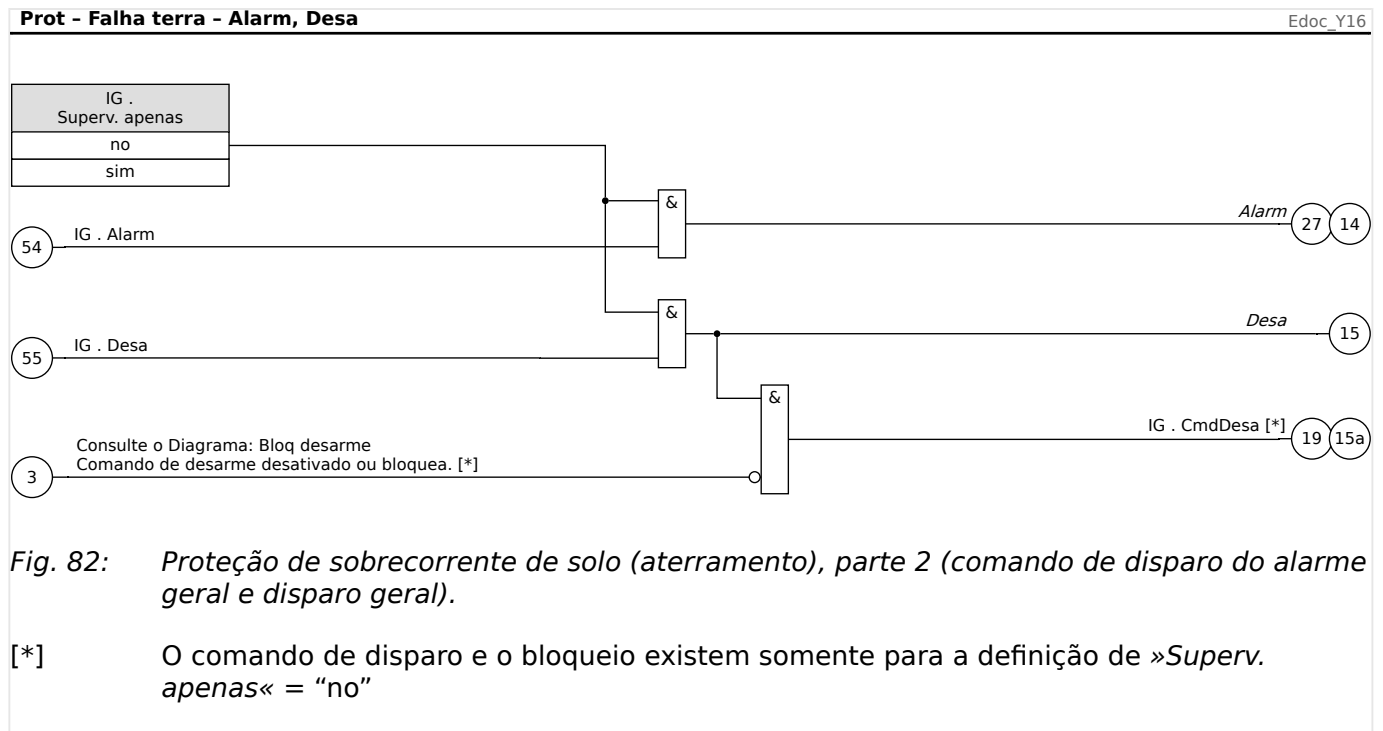 Prot – Falha terra – Alarm, Desa
Edoc_Y16
IG .
Superv. apenas
no
sim
&
Alarm
27
14
54
IG . Alarm
&
Desa
15
55
IG . Desa
&
IG . CmdDesa [*]
19
15a
Consulte o Diagrama: Bloq desarme
Comando de desarme desativado ou bloquea. [*]
3
Fig. 82: Proteção de sobrecorrente de solo (aterramento), parte 2 (comando de disparo do alarme
geral e disparo geral).
[*] O comando de disparo e o bloqueio existem somente para a definição de »Superv.
apenas« = “no”